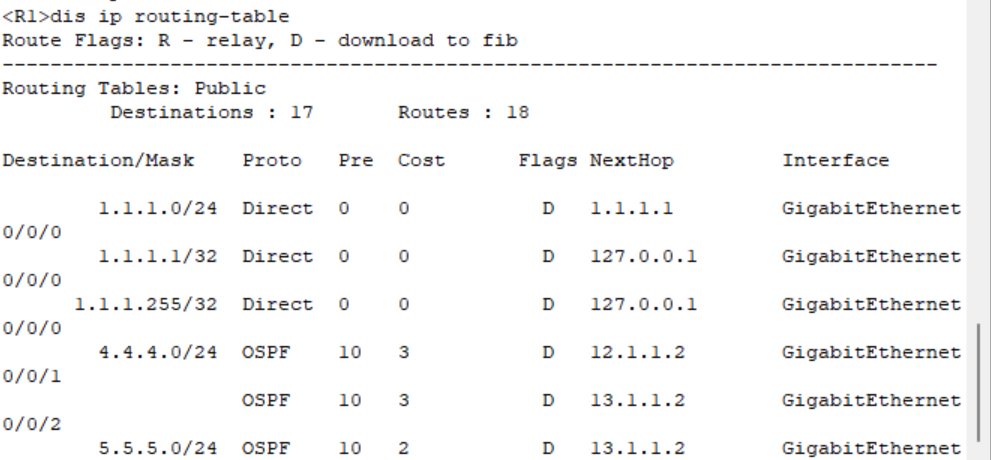 <R1>dis ip routing-table
Route Flags: R - relay, D - download to fib
------------------------------------------------------------------------------
Routing Tables: Public
         Destinations : 17       Routes : 18

Destination/Mask    Proto   Pre  Cost      Flags NextHop         Interface

        1.1.1.0/24  Direct  0    0           D   1.1.1.1         GigabitEthernet
0/0/0
        1.1.1.1/32  Direct  0    0           D   127.0.0.1       GigabitEthernet
0/0/0
      1.1.1.255/32  Direct  0    0           D   127.0.0.1       GigabitEthernet
0/0/0
        4.4.4.0/24  OSPF    10   3           D   12.1.1.2        GigabitEthernet
0/0/1
                    OSPF    10   3           D   13.1.1.2        GigabitEthernet
0/0/2
        5.5.5.0/24  OSPF    10   2           D   13.1.1.2        GigabitEthernet